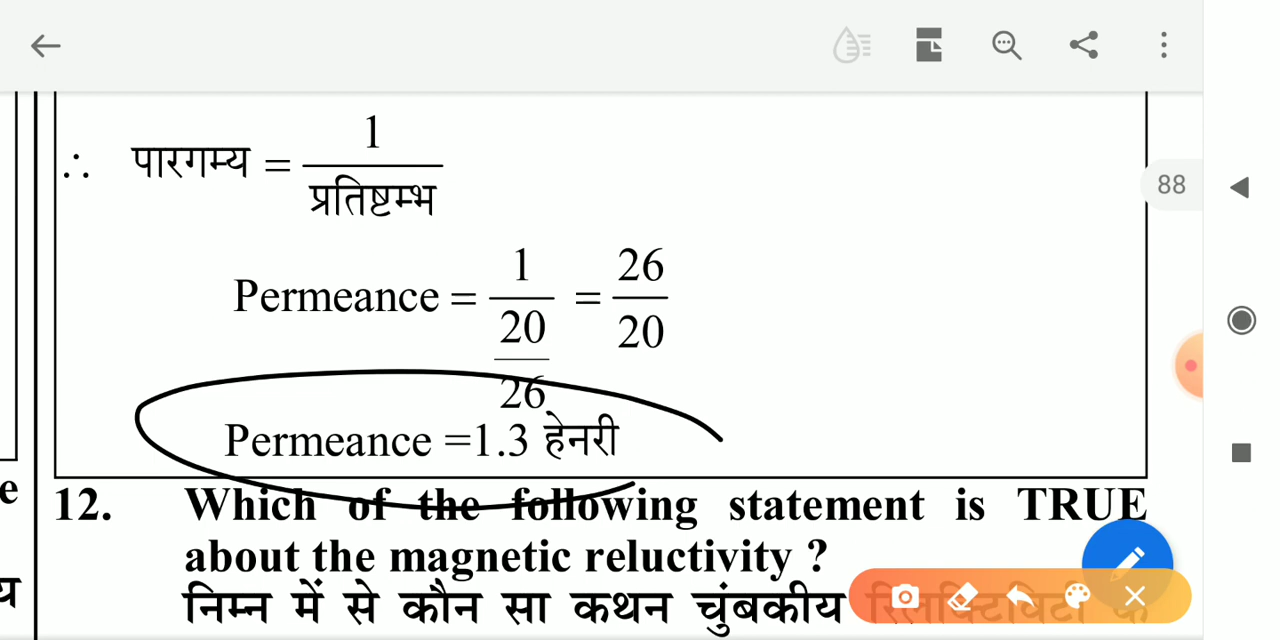 88
∴ पारगम्य = 1 / प्रतिष्टम्भ
Permeance = 1 / (20 / 26) = 26 / 20
Permeance =1.3 हेनरी
e
12. Which of the following statement is TRUE
about the magnetic reluctivity ?
य
निम्न में से कौन सा कथन चुंबकीय